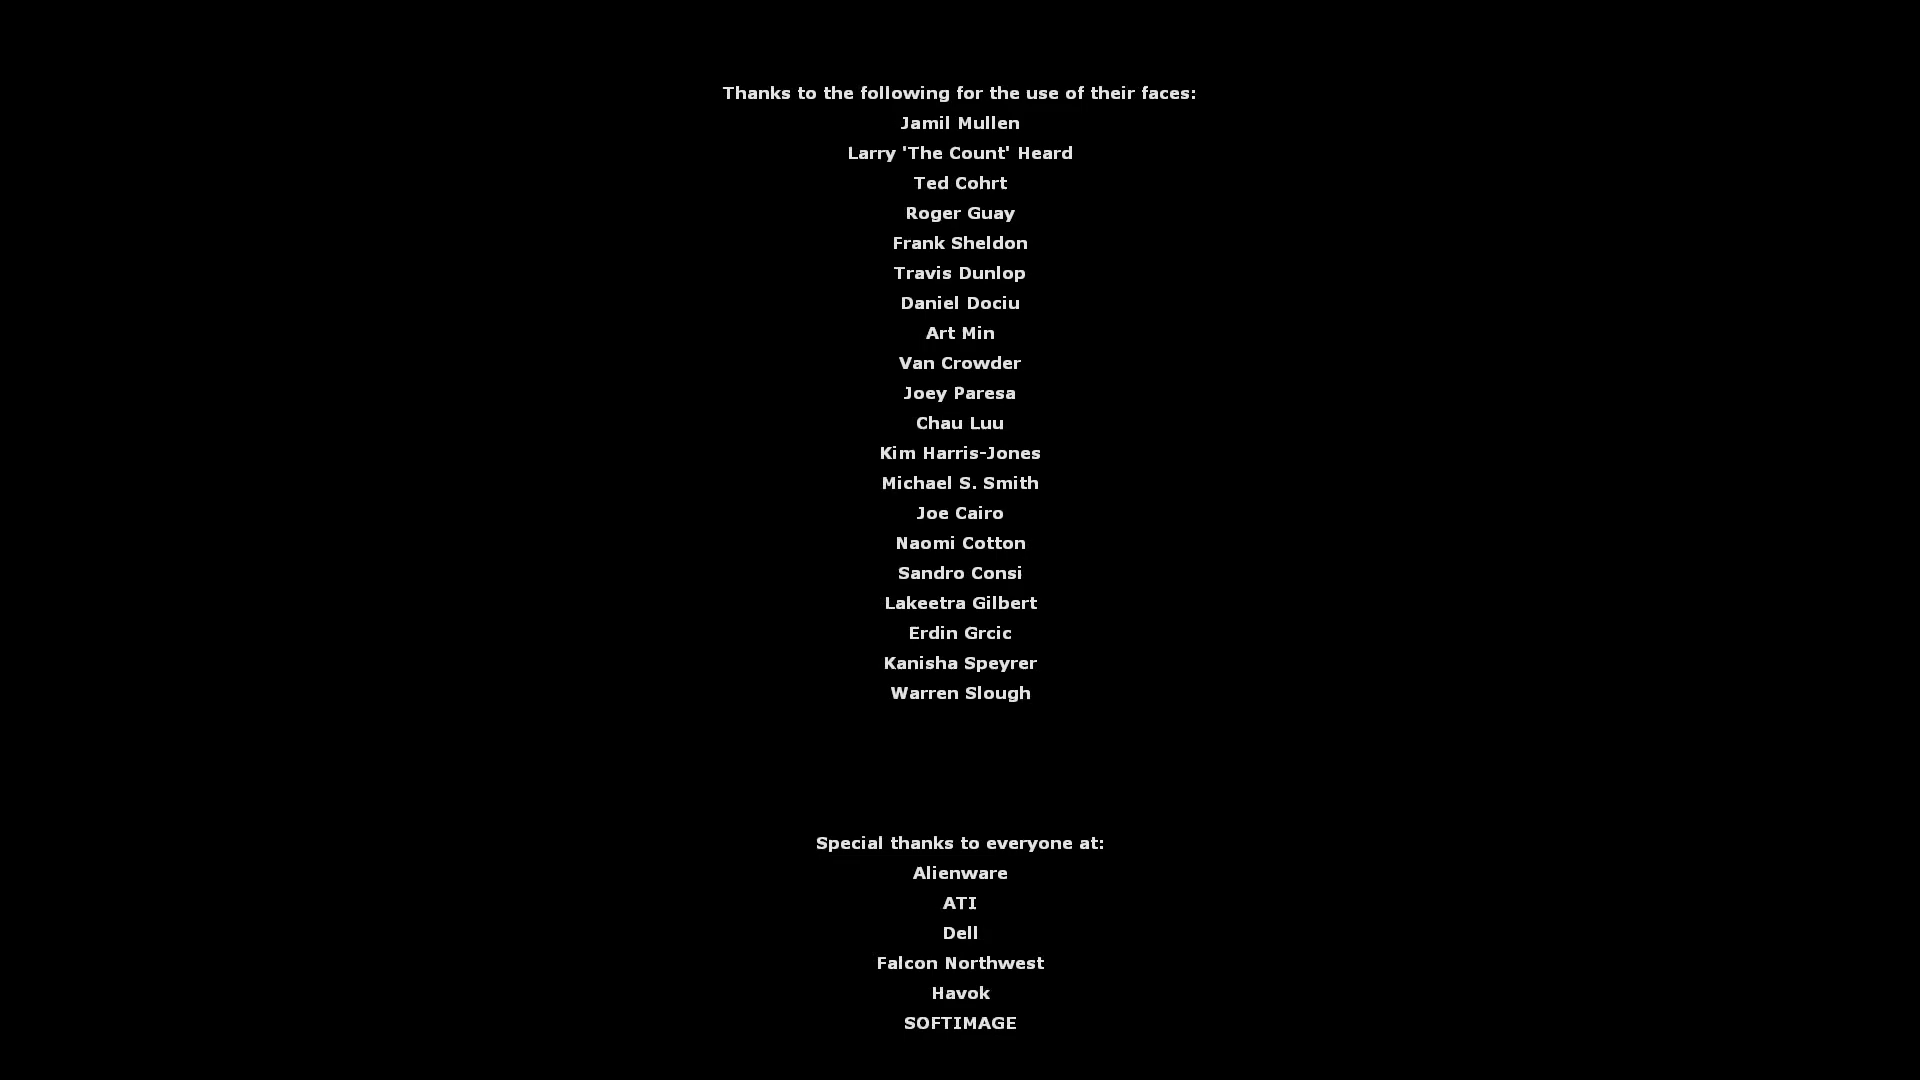 Thanks to the following for the use of their faces:
Jamil Mullen
Larry 'The Count' Heard
Ted Cohrt
Roger Guay
Frank Sheldon
Travis Dunlop
Daniel Dociu
Art Min
Van Crowder
Joey Paresa
Chau Luu
Kim Harris-Jones
Michael S. Smith
Joe Cairo
Naomi Cotton
Sandro Consi
Lakeetra Gilbert
Erdin Grcic
Kanisha Speyrer
Warren Slough
Special thanks to everyone at:
Alienware
ATI
Dell
Falcon Northwest
Havok
SOFTIMAGE